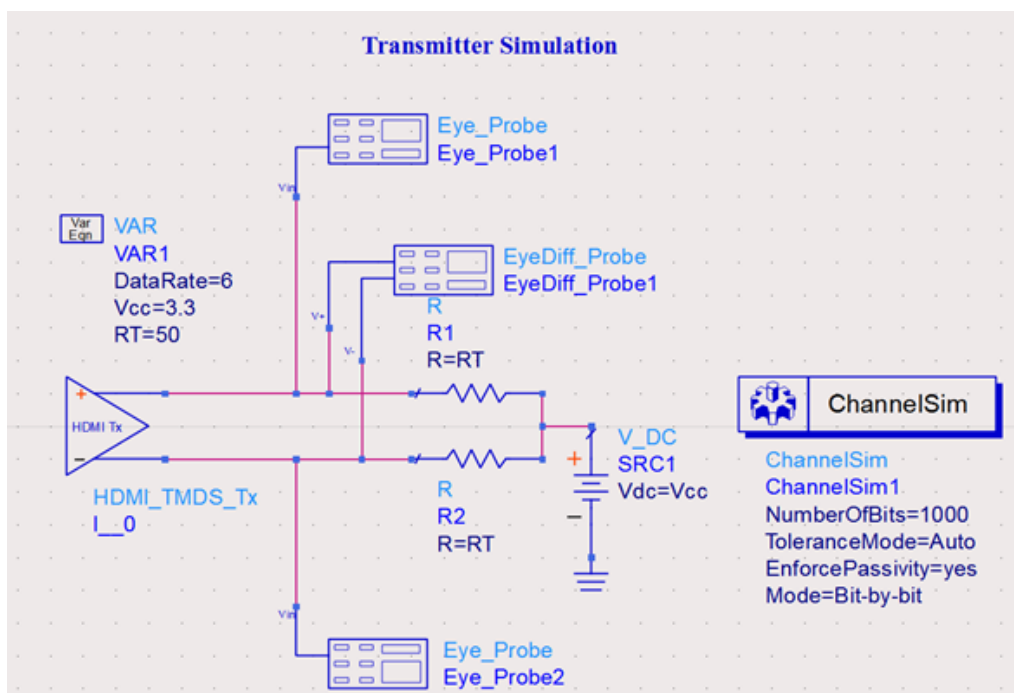 Transmitter Simulation
Eye_Probe
Eye_Probe1
Vin
Var
Eqn
VAR
VAR1
DataRate=6
Vcc=3.3
RT=50
EyeDiff_Probe
EyeDiff_Probe1
V+
V-
R
R1
R=RT
+
HDMI Tx
−
HDMI_TMDS_Tx
I__0
R
R2
R=RT
+
−
V_DC
SRC1
Vdc=Vcc
ChannelSim
ChannelSim
ChannelSim1
NumberOfBits=1000
ToleranceMode=Auto
EnforcePassivity=yes
Mode=Bit-by-bit
Vin
Eye_Probe
Eye_Probe2